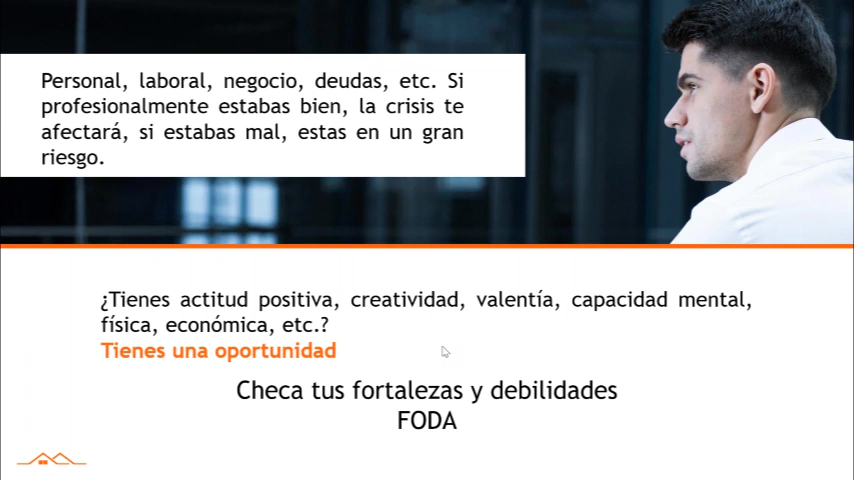 Personal, laboral, negocio, deudas, etc. Si
profesionalmente estabas bien, la crisis te
afectará, si estabas mal, estas en un gran
riesgo.
¿Tienes actitud positiva, creatividad, valentía, capacidad mental,
física, económica, etc.?
Tienes una oportunidad
Checa tus fortalezas y debilidades
FODA